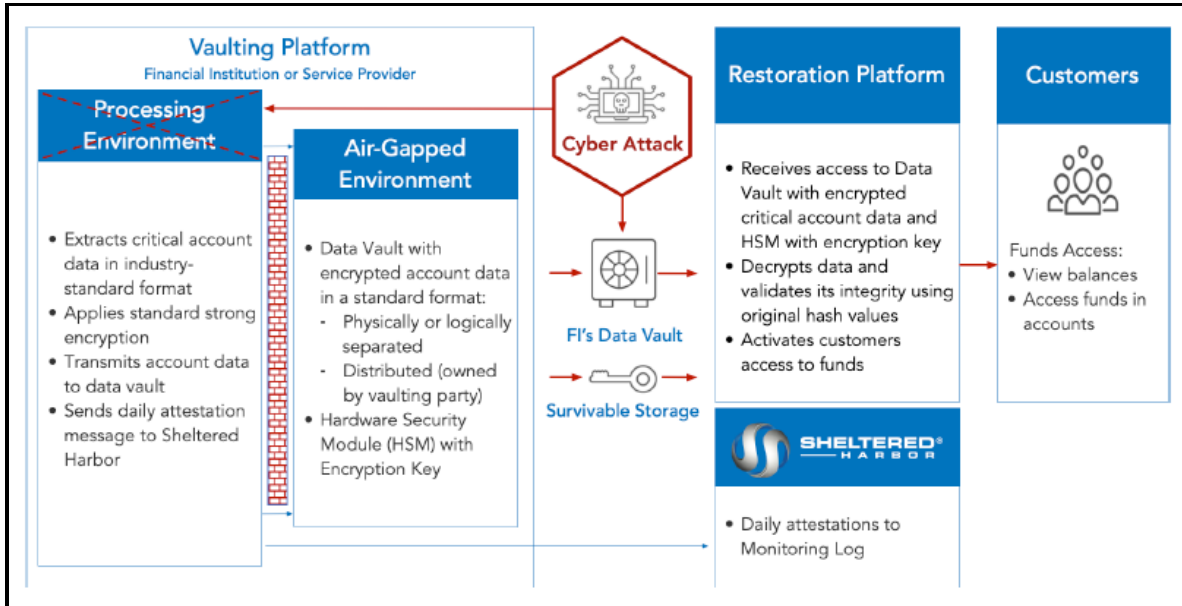 Vaulting Platform
Financial Institution or Service Provider
Processing
Environment
• Extracts critical account
data in industry-
standard format
• Applies standard strong
encryption
• Transmits account data
to data vault
• Sends daily attestation
message to Sheltered
Harbor
Air-Gapped
Environment
• Data Vault with
encrypted account data
in a standard format:
- Physically or logically
separated
- Distributed (owned
by vaulting party)
• Hardware Security
Module (HSM) with
Encryption Key
Cyber Attack
FI's Data Vault
Survivable Storage
Restoration Platform
• Receives access to Data
Vault with encrypted
critical account data and
HSM with encryption key
• Decrypts data and
validates its integrity using
original hash values
• Activates customers
access to funds
SHELTERED®
HARBOR
• Daily attestations to
Monitoring Log
Customers
Funds Access:
• View balances
• Access funds in
accounts